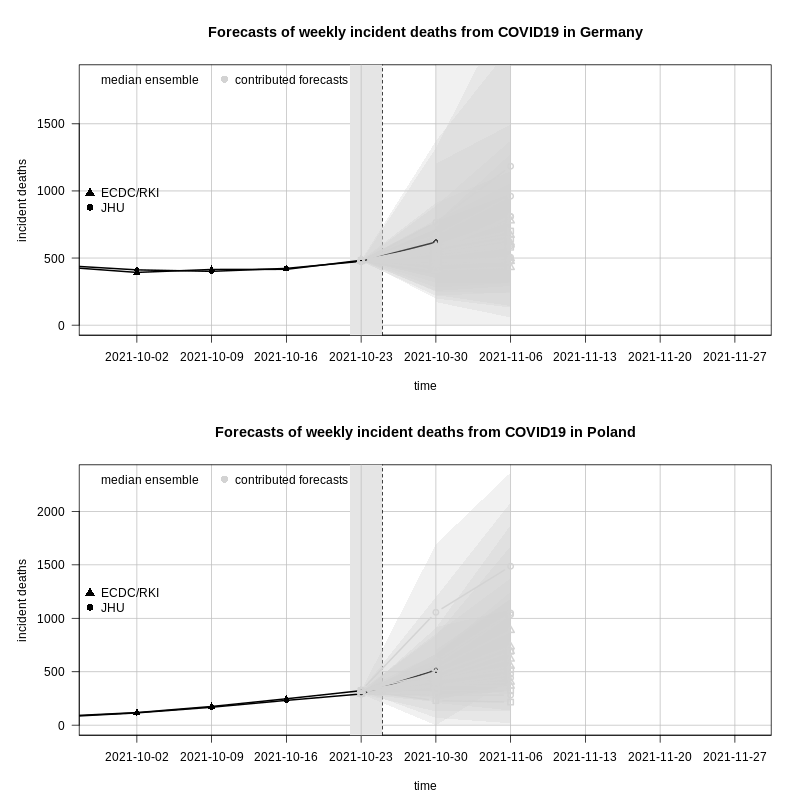 Forecasts of weekly incident deaths from COVID19 in Germany
median ensemble contributed forecasts
1500
1000
500
0
incident deaths
ECDC/RKI
JHU
2021-10-02 2021-10-09 2021-10-16 2021-10-23 2021-10-30 2021-11-06 2021-11-13 2021-11-20 2021-11-27
time
Forecasts of weekly incident deaths from COVID19 in Poland
median ensemble contributed forecasts
2000
1500
1000
500
0
incident deaths
ECDC/RKI
JHU
2021-10-02 2021-10-09 2021-10-16 2021-10-23 2021-10-30 2021-11-06 2021-11-13 2021-11-20 2021-11-27
time